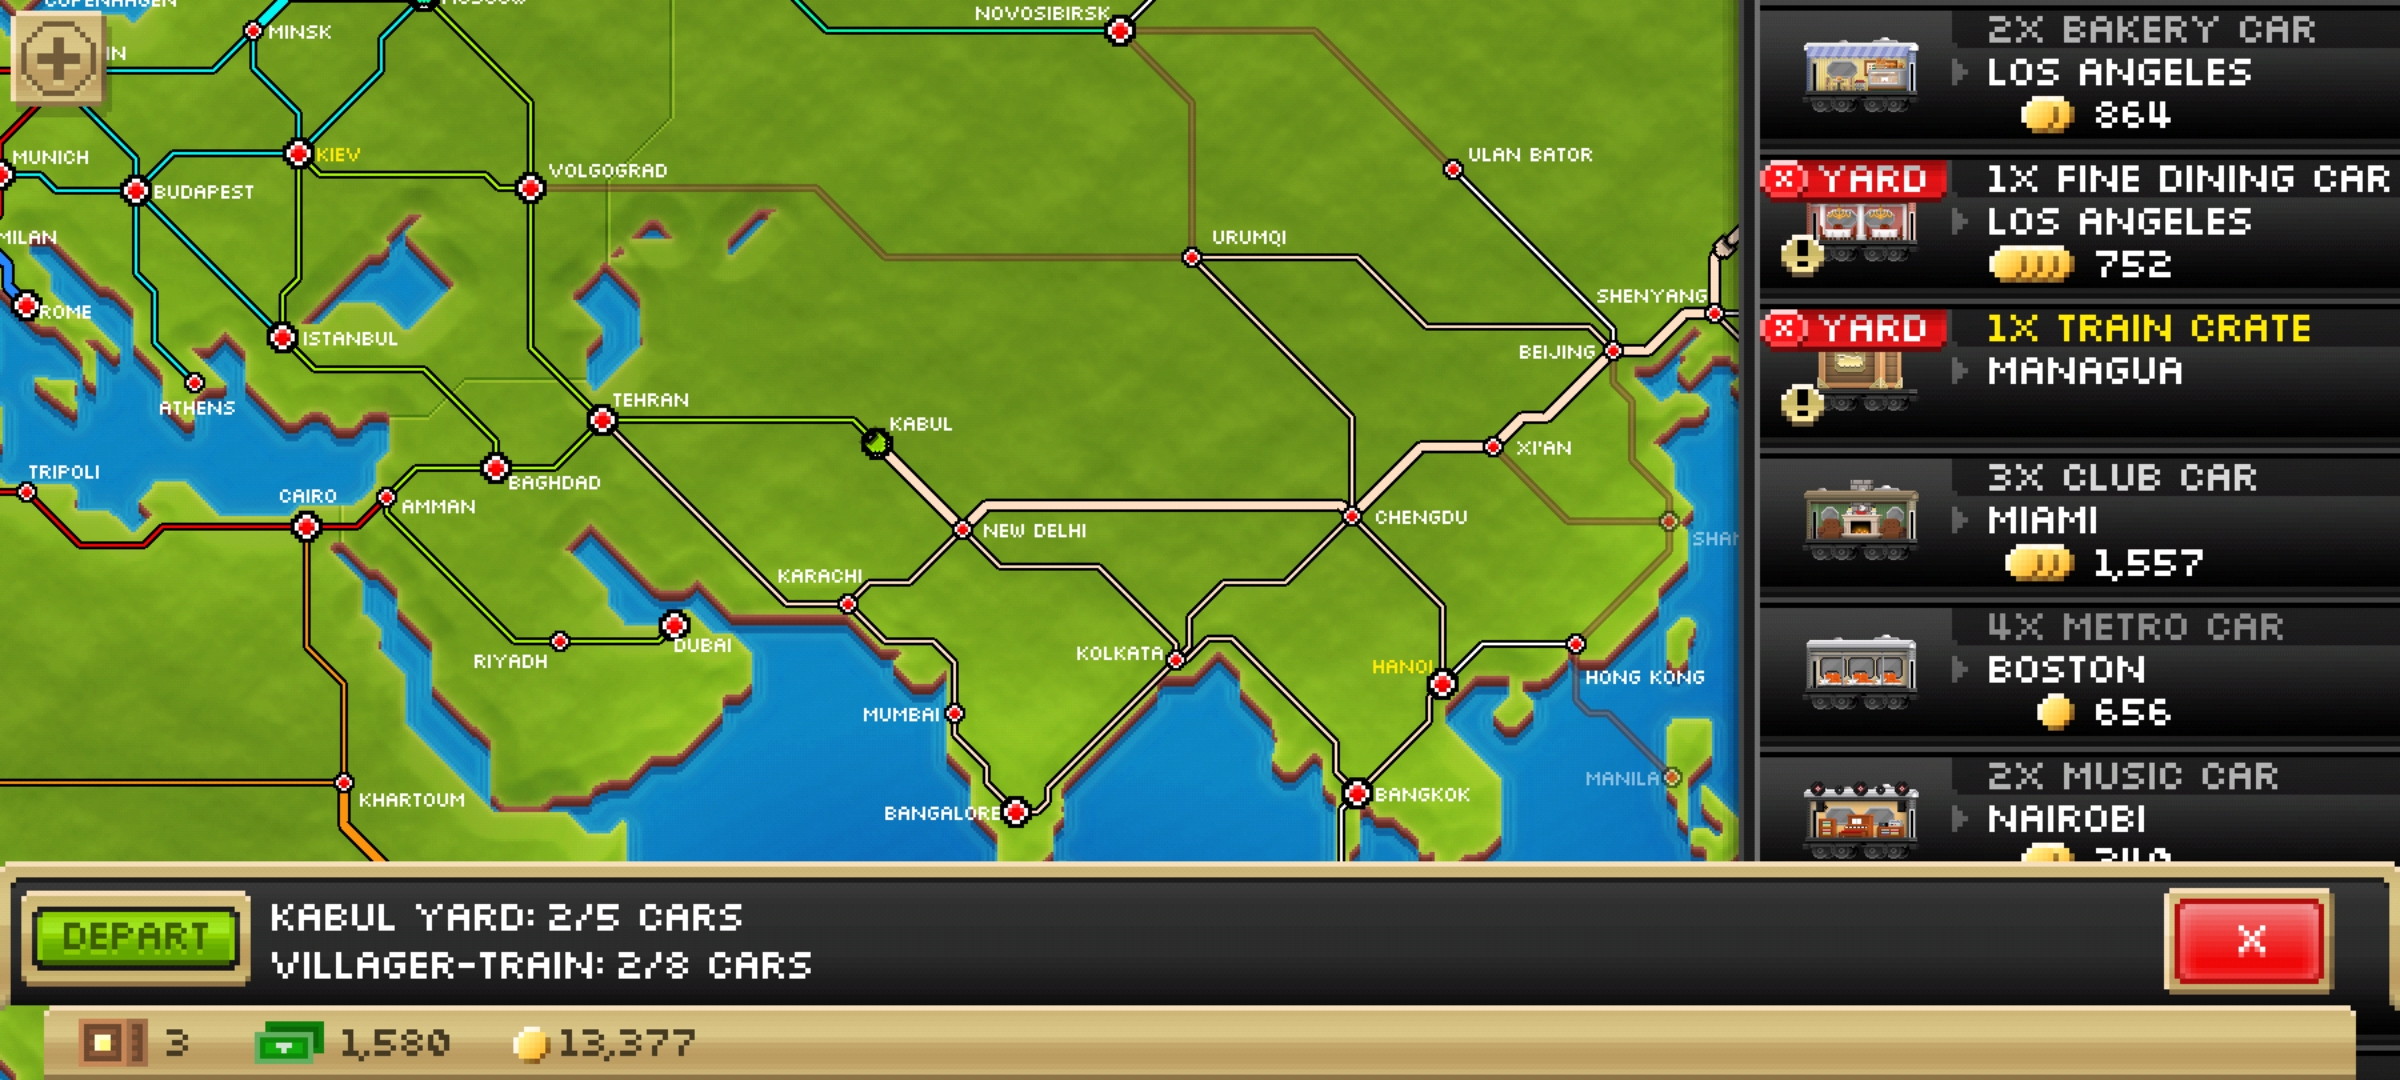 COPENHAGEN
MOSCOW
NOVOSIBIRSK
MINSK
MUNICH
KIEV
BUDAPEST
VOLGOGRAD
ULAN BATOR
MILAN
URUMQI
ROME
ISTANBUL
SHENYANG
BEIJING
ATHENS
TEHRAN
KABUL
XI'AN
TRIPOLI
CAIRO
BAGHDAD
AMMAN
NEW DELHI
CHENGDU
KARACHI
RIYADH
DUBAI
KOLKATA
HANOI
HONG KONG
MUMBAI
MANILA
KHARTOUM
BANGALORE
BANGKOK
2X BAKERY CAR
LOS ANGELES
864
YARD
1X FINE DINING CAR
LOS ANGELES
752
YARD
1X TRAIN CRATE
MANAGUA
3X CLUB CAR
MIAMI
1,557
4X METRO CAR
BOSTON
656
2X MUSIC CAR
NAIROBI
DEPART
KABUL YARD: 2/5 CARS
VILLAGER-TRAIN: 2/8 CARS
X
3
1,580
13,377